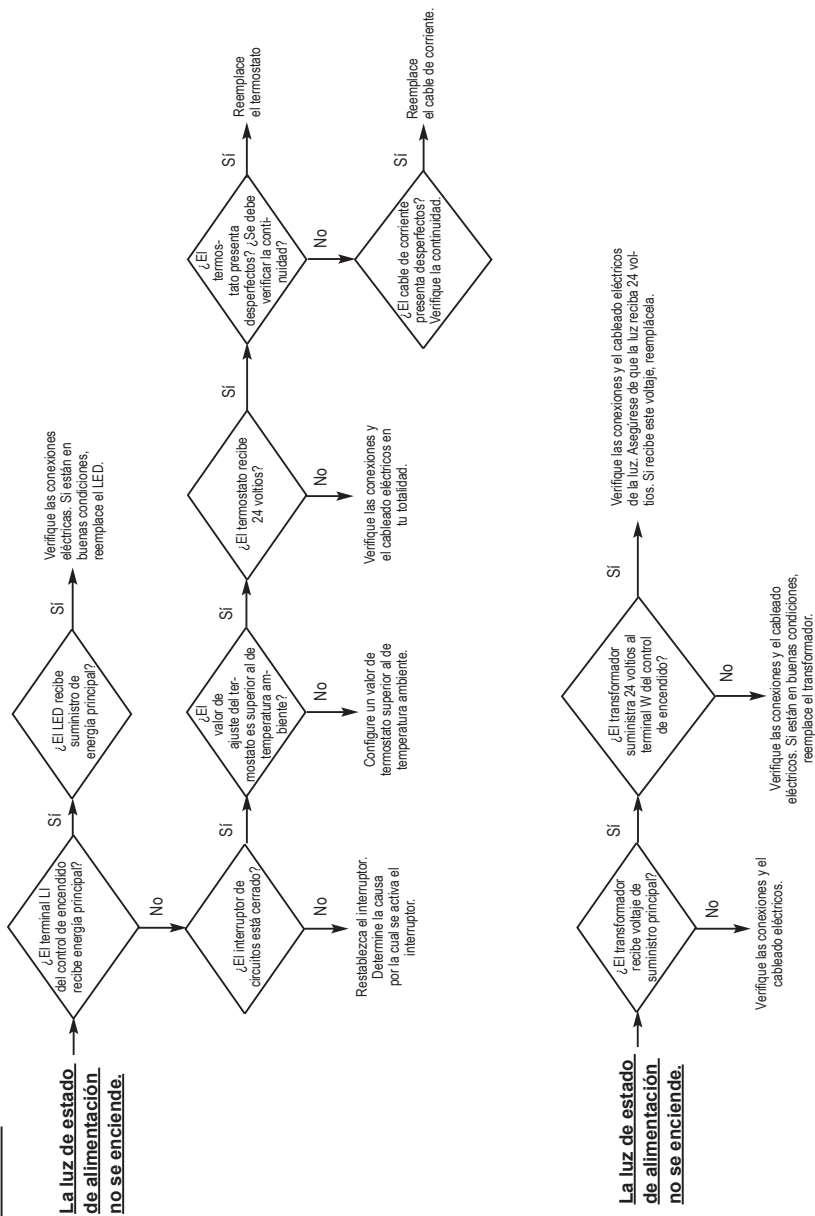 La luz de estado
de alimentación
no se enciende.
¿El terminal LI
del control de encendido
recibe energía principal?
Sí
¿El LED recibe
suministro de
energía principal?
Sí
Verifique las conexiones
eléctricas. Si están en
buenas condiciones,
reemplace el LED.
No
¿El interruptor de
circuitos está cerrado?
No
Restablezca el interruptor.
Determine la causa
por la cual se activa el
interruptor.
Sí
¿El
valor de
ajuste del ter-
mostato es superior al de
temperatura am-
biente?
No
Configure un valor de
termostato superior al de
temperatura ambiente.
Sí
¿El termostato recibe
24 voltios?
No
Verifique las conexiones y
el cableado eléctricos en
tu totalidad.
Sí
¿El
termos-
tato presenta
desperfectos? ¿Se debe
verificar la conti-
nuidad?
Sí
Reemplace
el termostato
No
¿El cable de corriente
presenta desperfectos?
Verifique la continuidad.
Sí
Reemplace
el cable de corriente.
La luz de estado
de alimentación
no se enciende.
¿El transformador
recibe voltaje de
suministro principal?
No
Verifique las conexiones y el
cableado eléctricos.
Sí
¿El transformador
suministra 24 voltios al
terminal W del control
de encendido?
No
Verifique las conexiones y el cableado
eléctricos. Si están en buenas condiciones,
reemplace el transformador.
Sí
Verifique las conexiones y el cableado eléctricos
de la luz. Asegúrese de que la luz reciba 24 vol-
tios. Si recibe este voltaje, reemplácela.